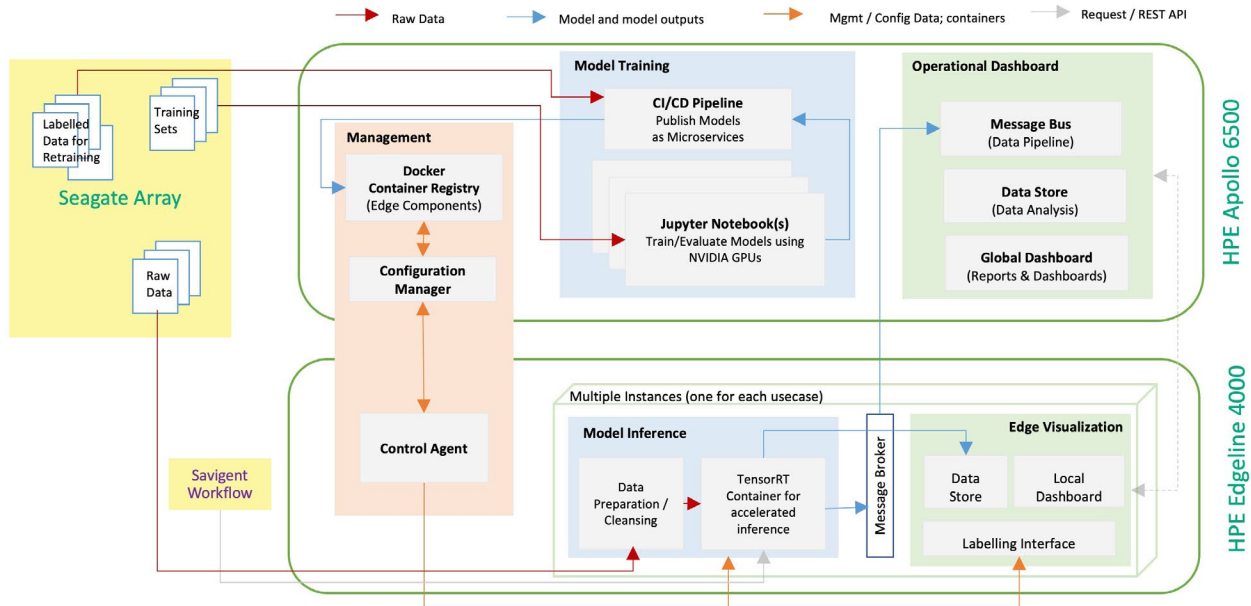 Raw Data
Model and model outputs
Mgmt / Config Data; containers
Request / REST API
Labelled
Data for
Retraining
Training
Sets
Seagate Array
Raw
Data
Management
Docker
Container Registry
(Edge Components)
Configuration
Manager
Control Agent
Model Training
CI/CD Pipeline
Publish Models
as Microservices
Jupyter Notebook(s)
Train/Evaluate Models using
NVIDIA GPUs
Operational Dashboard
Message Bus
(Data Pipeline)
Data Store
(Data Analysis)
Global Dashboard
(Reports & Dashboards)
HPE Apollo 6500
Savigent
Workflow
Multiple Instances (one for each usecase)
Model Inference
Data
Preparation /
Cleansing
TensorRT
Container for
accelerated
inference
Message Broker
Edge Visualization
Data
Store
Local
Dashboard
Labelling Interface
HPE Edgeline 4000